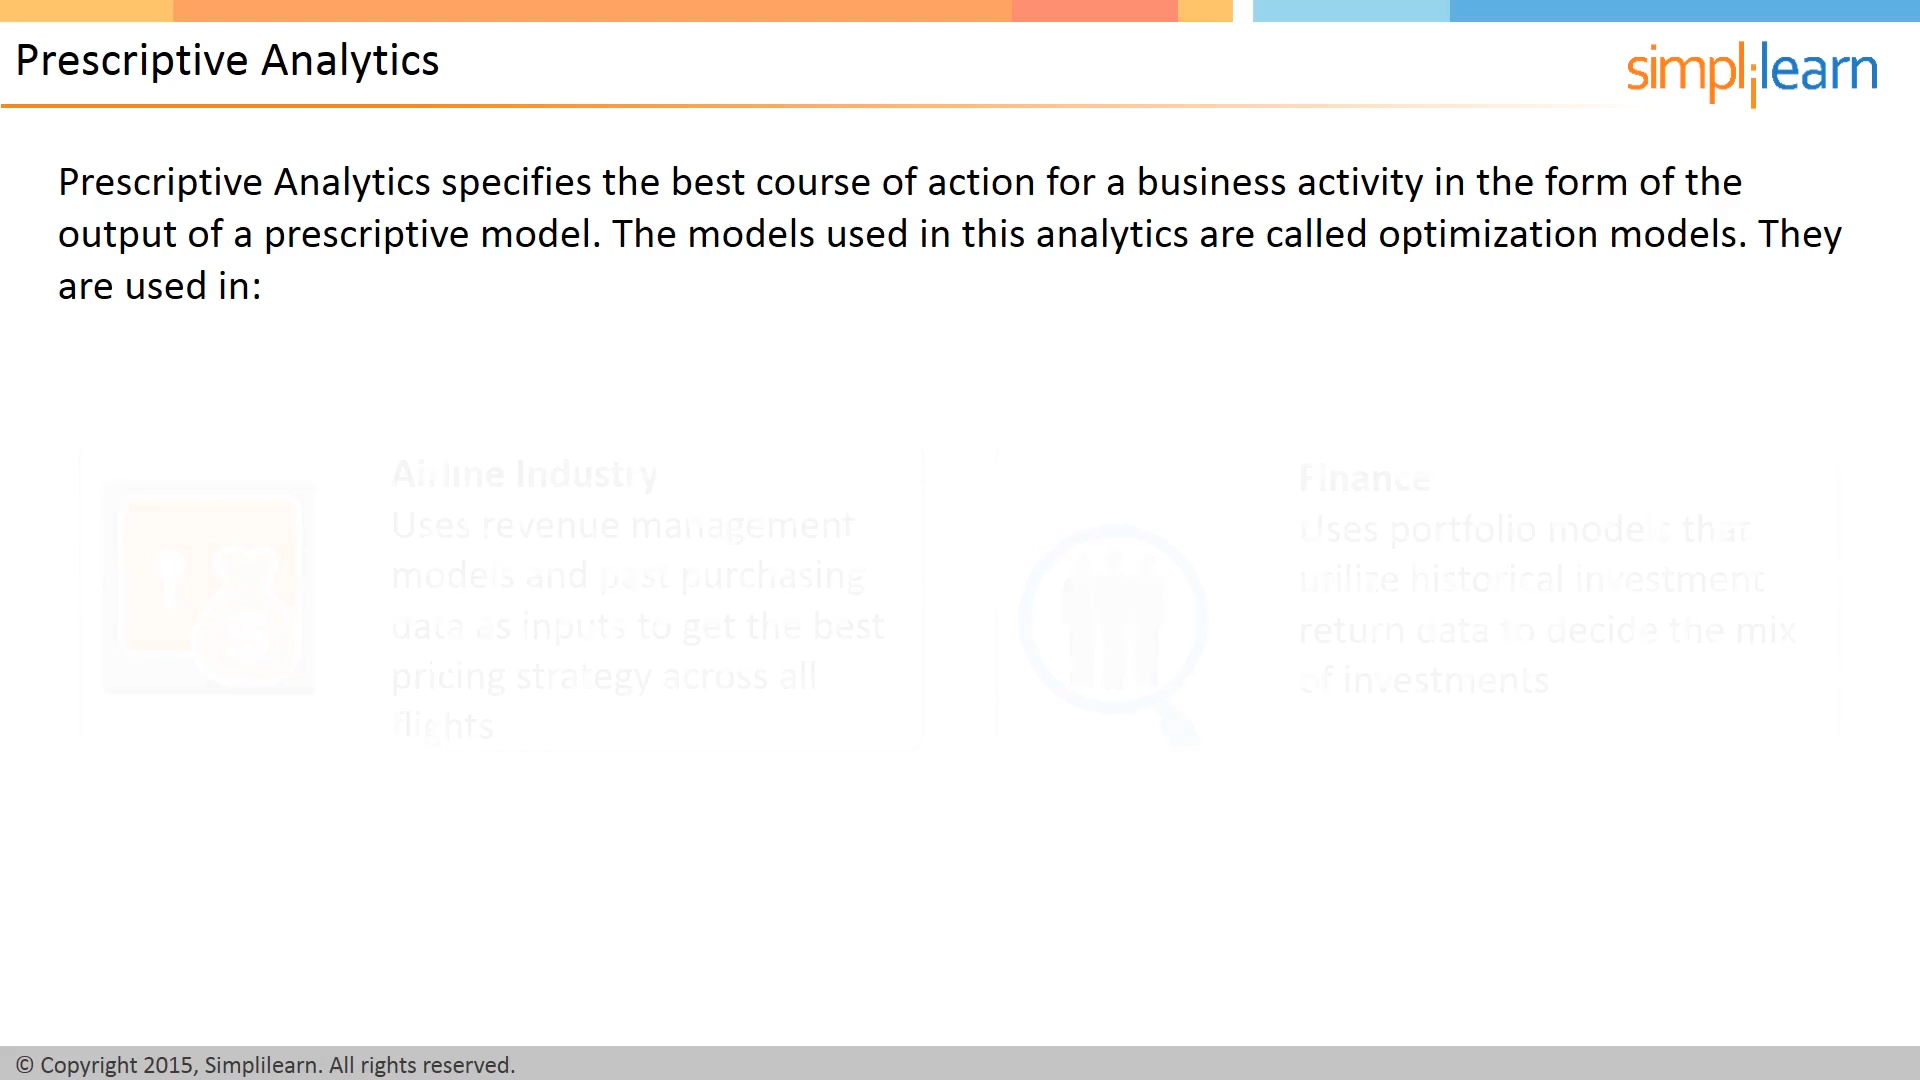 Prescriptive Analytics
simplilearn
Prescriptive Analytics specifies the best course of action for a business activity in the form of the
output of a prescriptive model. The models used in this analytics are called optimization models. They
are used in:
Airline Industry
Uses revenue management
models and past purchasing
data as inputs to get the best
pricing strategy across all
flights
Finance
Uses portfolio models that
utilize historical investment
return data to decide the mix
of investments
© Copyright 2015, Simplilearn. All rights reserved.